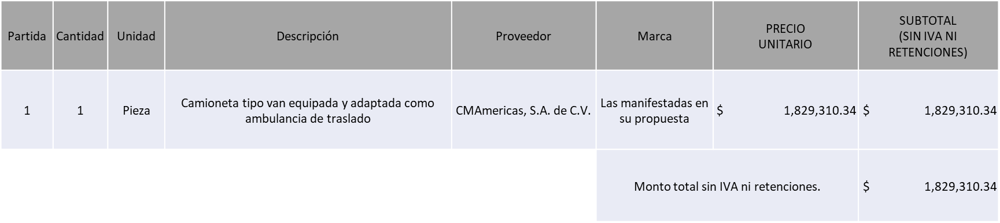 Partida Cantidad Unidad Descripción Proveedor Marca PRECIO UNITARIO SUBTOTAL (SIN IVA NI RETENCIONES)
1 1 Pieza Camioneta tipo van equipada y adaptada como ambulancia de traslado CMAmericas, S.A. de C.V. Las manifestadas en su propuesta $ 1,829,310.34 $ 1,829,310.34
Monto total sin IVA ni retenciones. $ 1,829,310.34